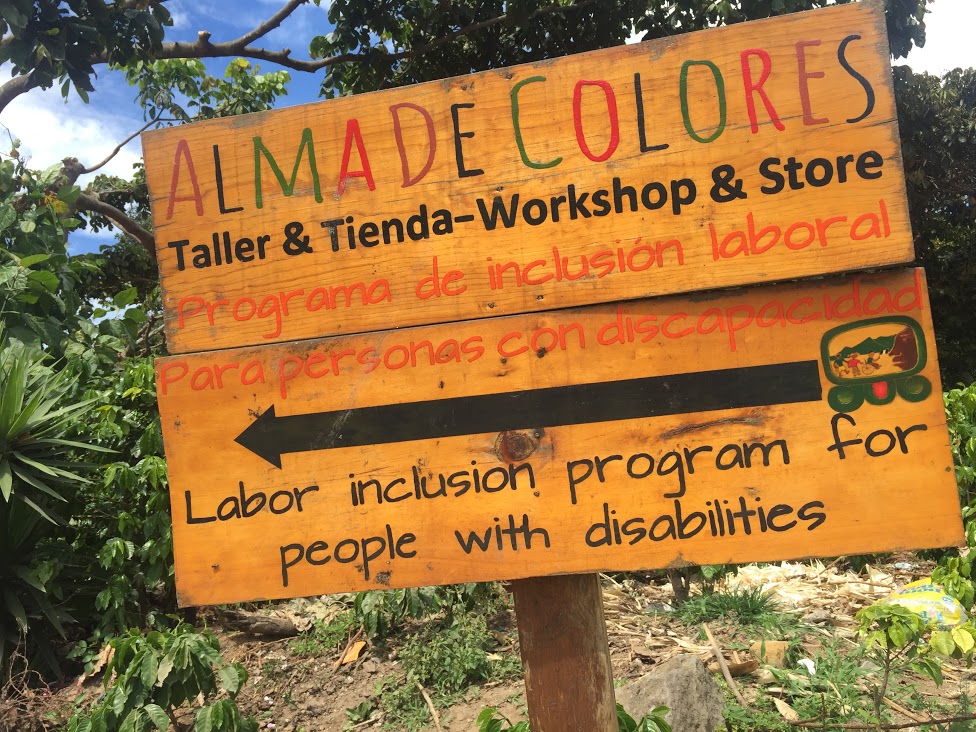 ALMA DE COLORES
Taller & Tienda-Workshop & Store
Programa de inclusión laboral
Para personas con discapacidad
Labor inclusion program for
people with disabilities